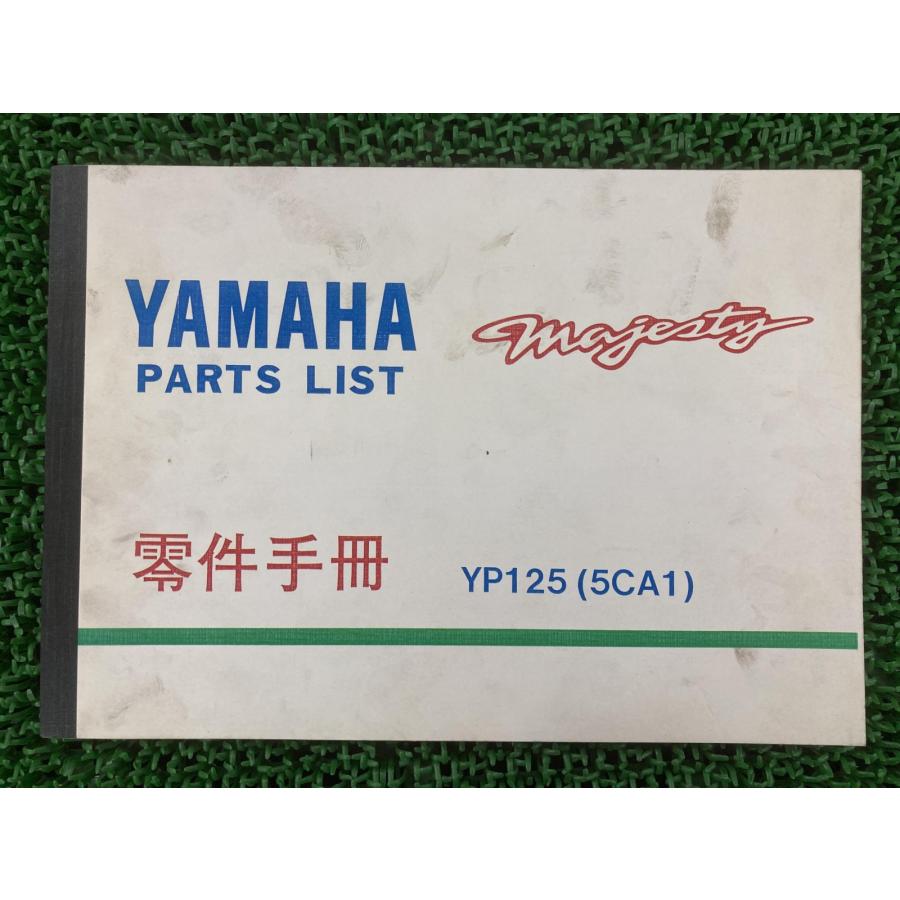 YAMAHA
PARTS LIST
majesty
零件手冊
YP125 (5CA1)